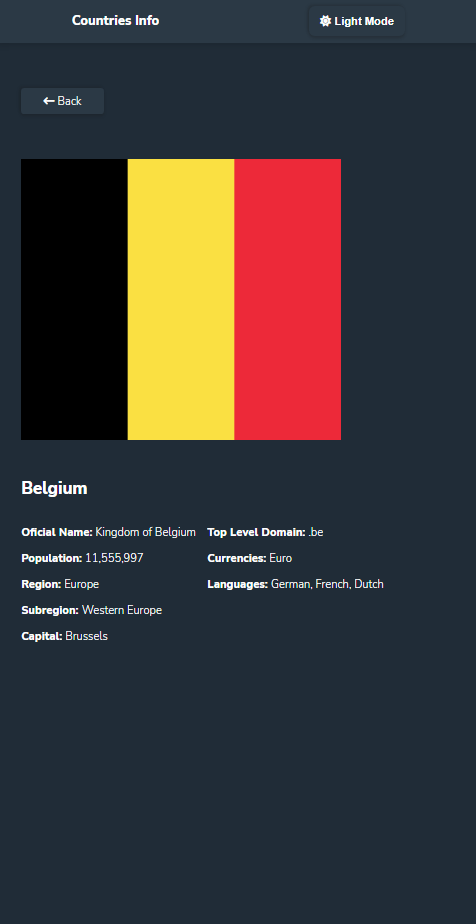 Countries Info
Light Mode
Back
Belgium
Oficial Name: Kingdom of Belgium
Population: 11,555,997
Region: Europe
Subregion: Western Europe
Capital: Brussels
Top Level Domain: .be
Currencies: Euro
Languages: German, French, Dutch